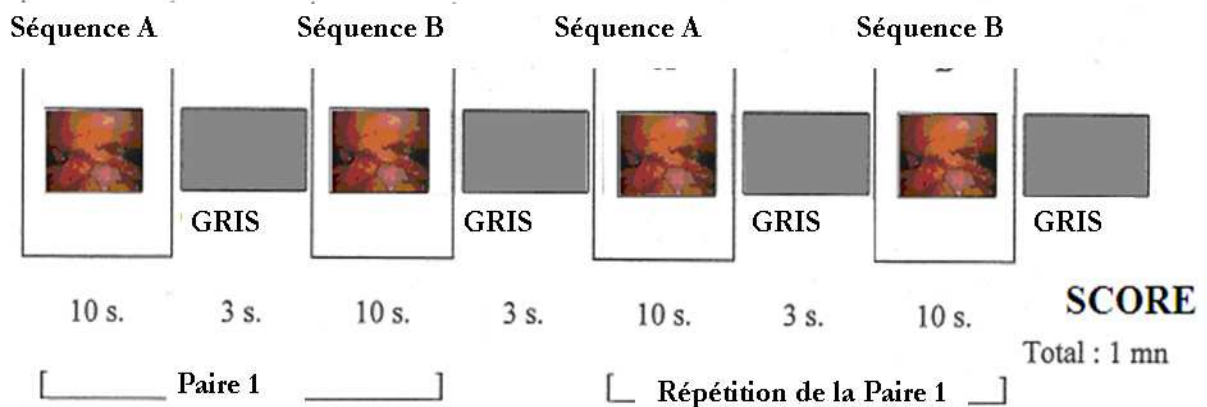 Séquence A Séquence B Séquence A Séquence B
GRIS GRIS GRIS GRIS
10 s. 3 s. 10 s. 3 s. 10 s. 3 s. 10 s. SCORE
Total : 1 mn
Paire 1 Répétition de la Paire 1